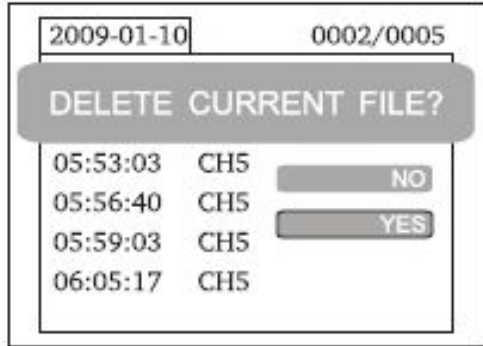 2009-01-10 0002/0005
DELETE CURRENT FILE?
05:53:03 CH5
NO
05:56:40 CH5
YES
05:59:03 CH5
06:05:17 CH5